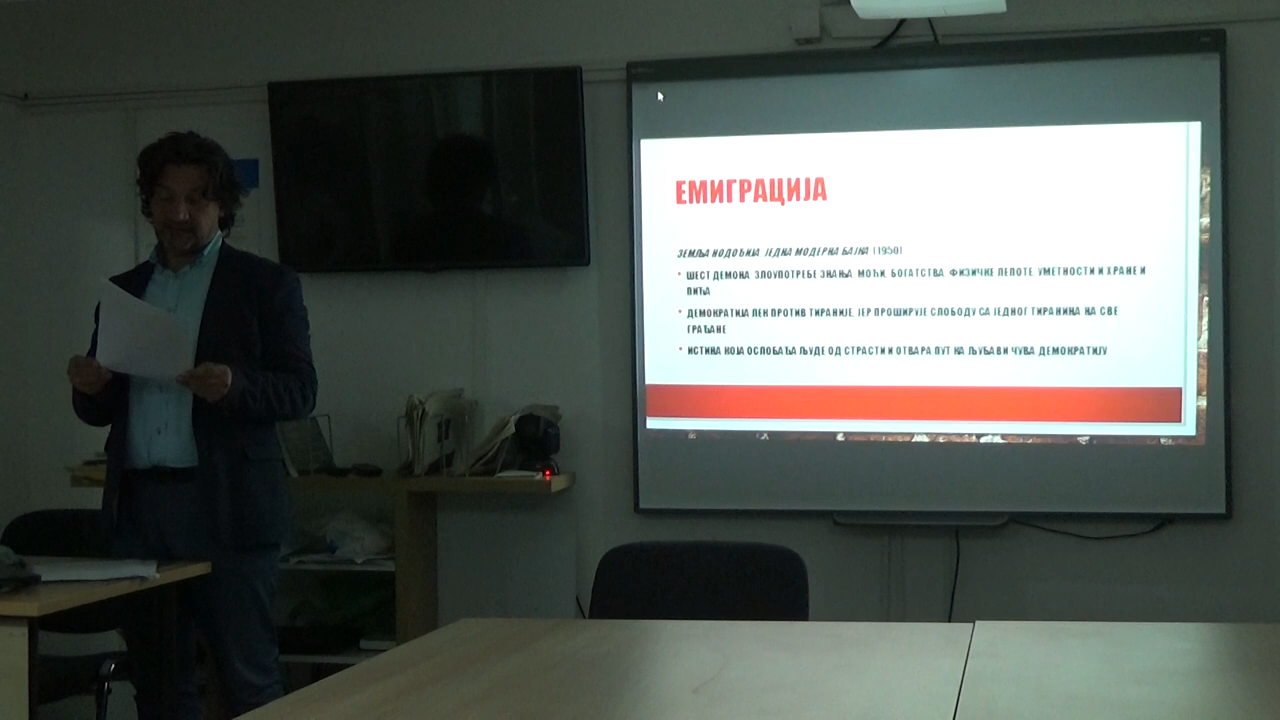 ЕМИГРАЦИЈА
ЗЕМЉА НОДОЂИЈА ЈЕДНА МОДЕРНА БАЈКА (1950)
ШЕСТ ДЕМОНА ЗЛОУПОТРЕБЕ ЗНАЊА, МОЋИ, БОГАТСТВА, ФИЗИЧКЕ ЛЕПОТЕ, УМЕТНОСТИ И ХРАНЕ И
ПИЋА
ДЕМОКРАТИЈА ЛЕК ПРОТИВ ТИРАНИЈЕ, ЈЕР ПРОШИРУЈЕ СЛОБОДУ СА ЈЕДНОГ ТИРАНИНА НА СВЕ
ГРАЂАНЕ
ИСТИНА КОЈА ОСЛОБАЂА ЉУДЕ ОД СТРАСТИ И ОТВАРА ПУТ КА ЉУБАВИ ЧУВА ДЕМОКРАТИЈУ